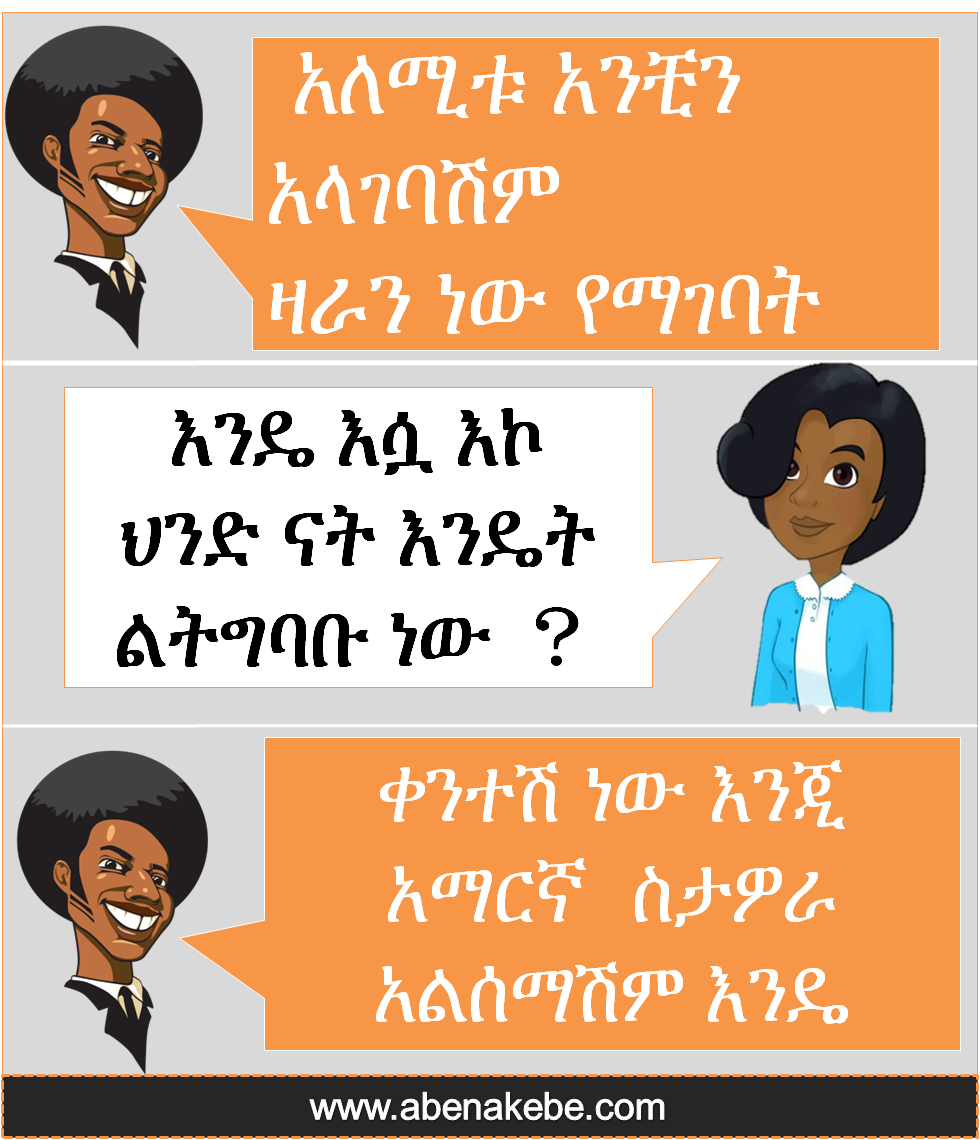 አለሚቱ አንቺን
አላገባሽም
ዛራን ነው የማገባት
እንዴ እሷ እኮ
ህንድ ናት እንዴት
ልትግባቡ ነው ?
ቀንተሽ ነው እንጂ
አማርኛ ስታዎራ
አልሰማሽም እንዴ
www.abenakebe.com